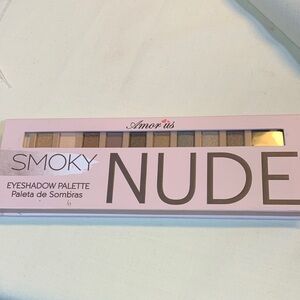 Amor us
SMOKY
NUDE
EYESHADOW PALETTE
Paleta de Sombras